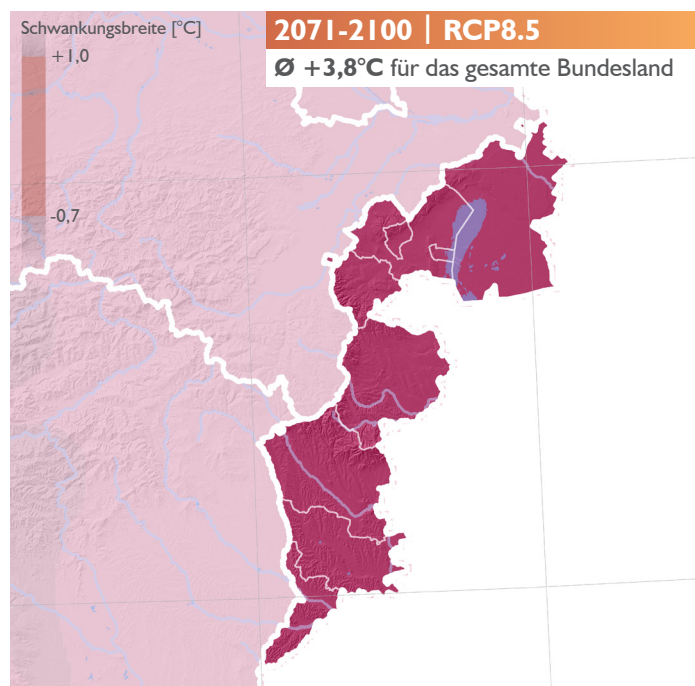 Schwankungsbreite [°C]
+1,0
-0,7
2071-2100 | RCP8.5
Ø +3,8°C für das gesamte Bundesland